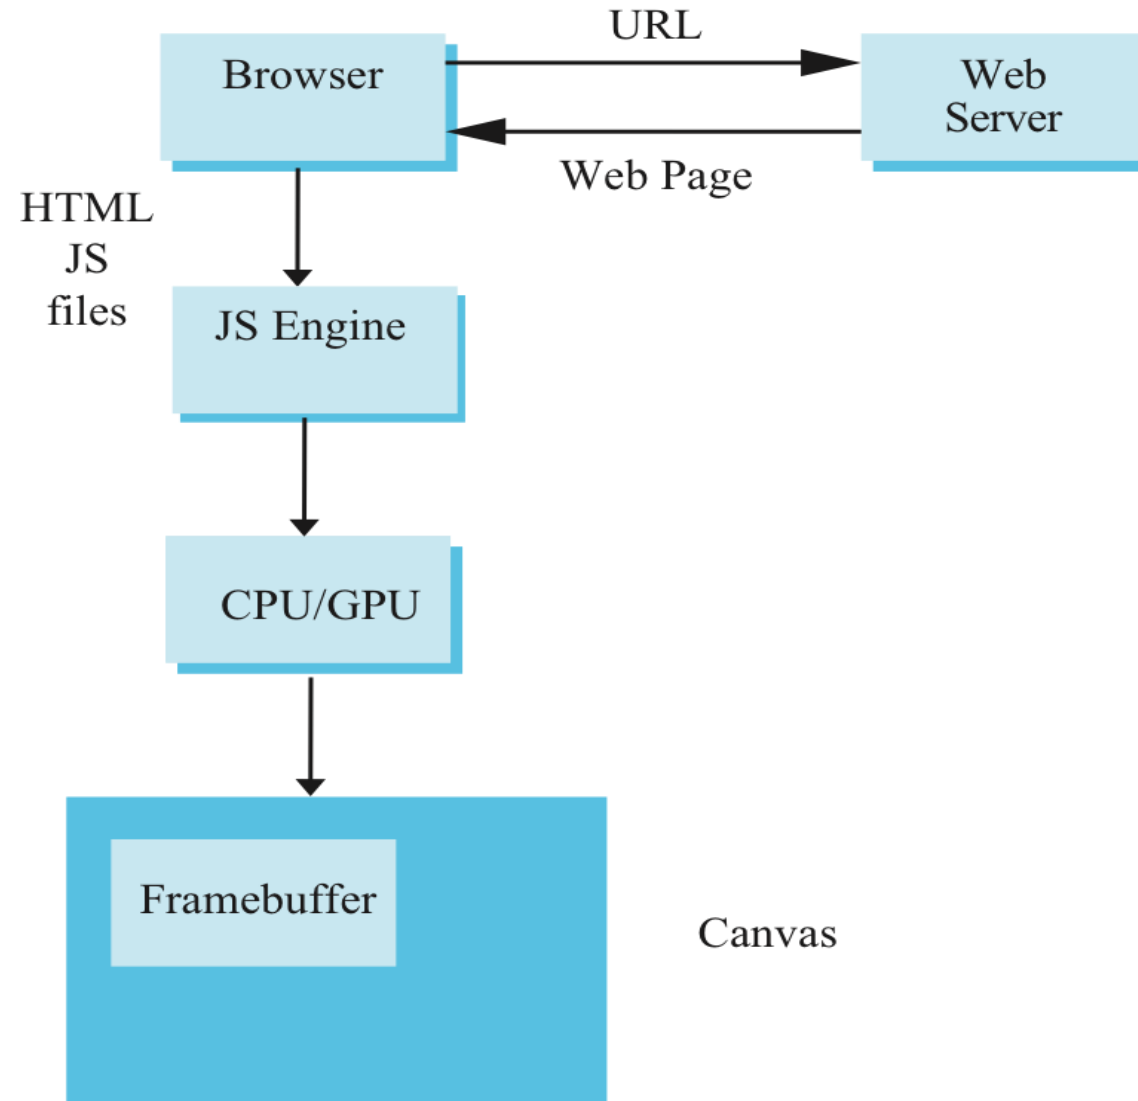 URL
Browser
Web
Server
Web Page
HTML
JS
files
JS Engine
CPU/GPU
Framebuffer
Canvas